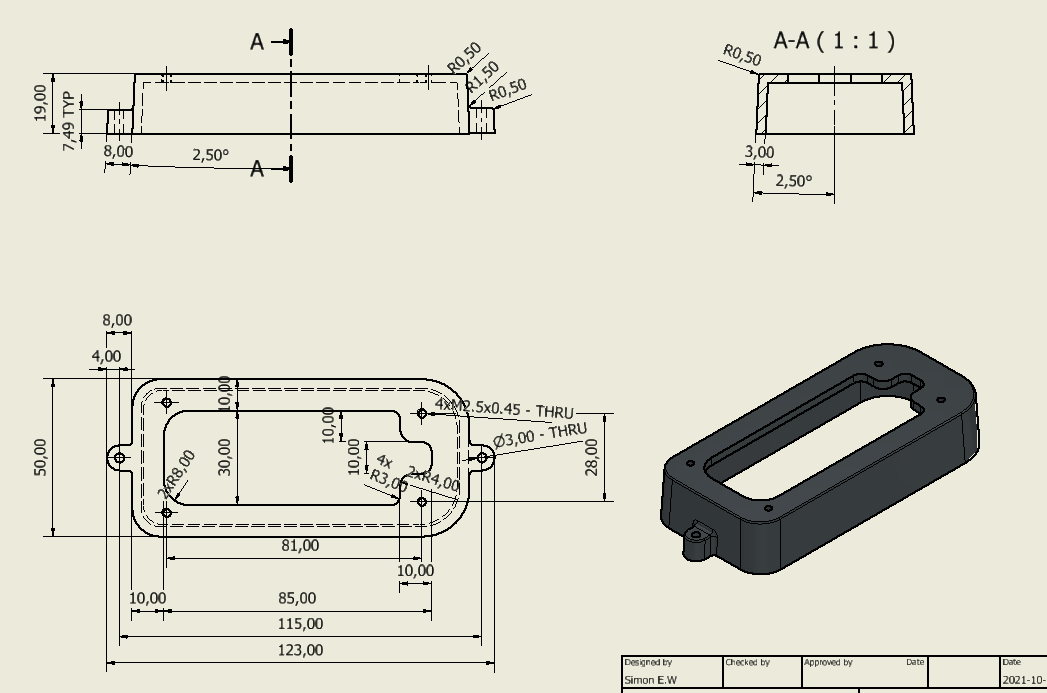 A
A-A ( 1 : 1 )
R0,50
R0,50
R1,50
R0,50
19,00
7,49 TYP
8,00
2,50°
A
3,00
2,50°
8,00
4,00
10,00
4xM2.5x0.45 - THRU
Ø3,00 - THRU
10,00
50,00
30,00
10,00
28,00
2xR8,00
4x
R3,00
2xR4,00
81,00
10,00
10,00
85,00
115,00
123,00
Designed by
Checked by
Approved by
Date
Date
Simon E.W
2021-10-